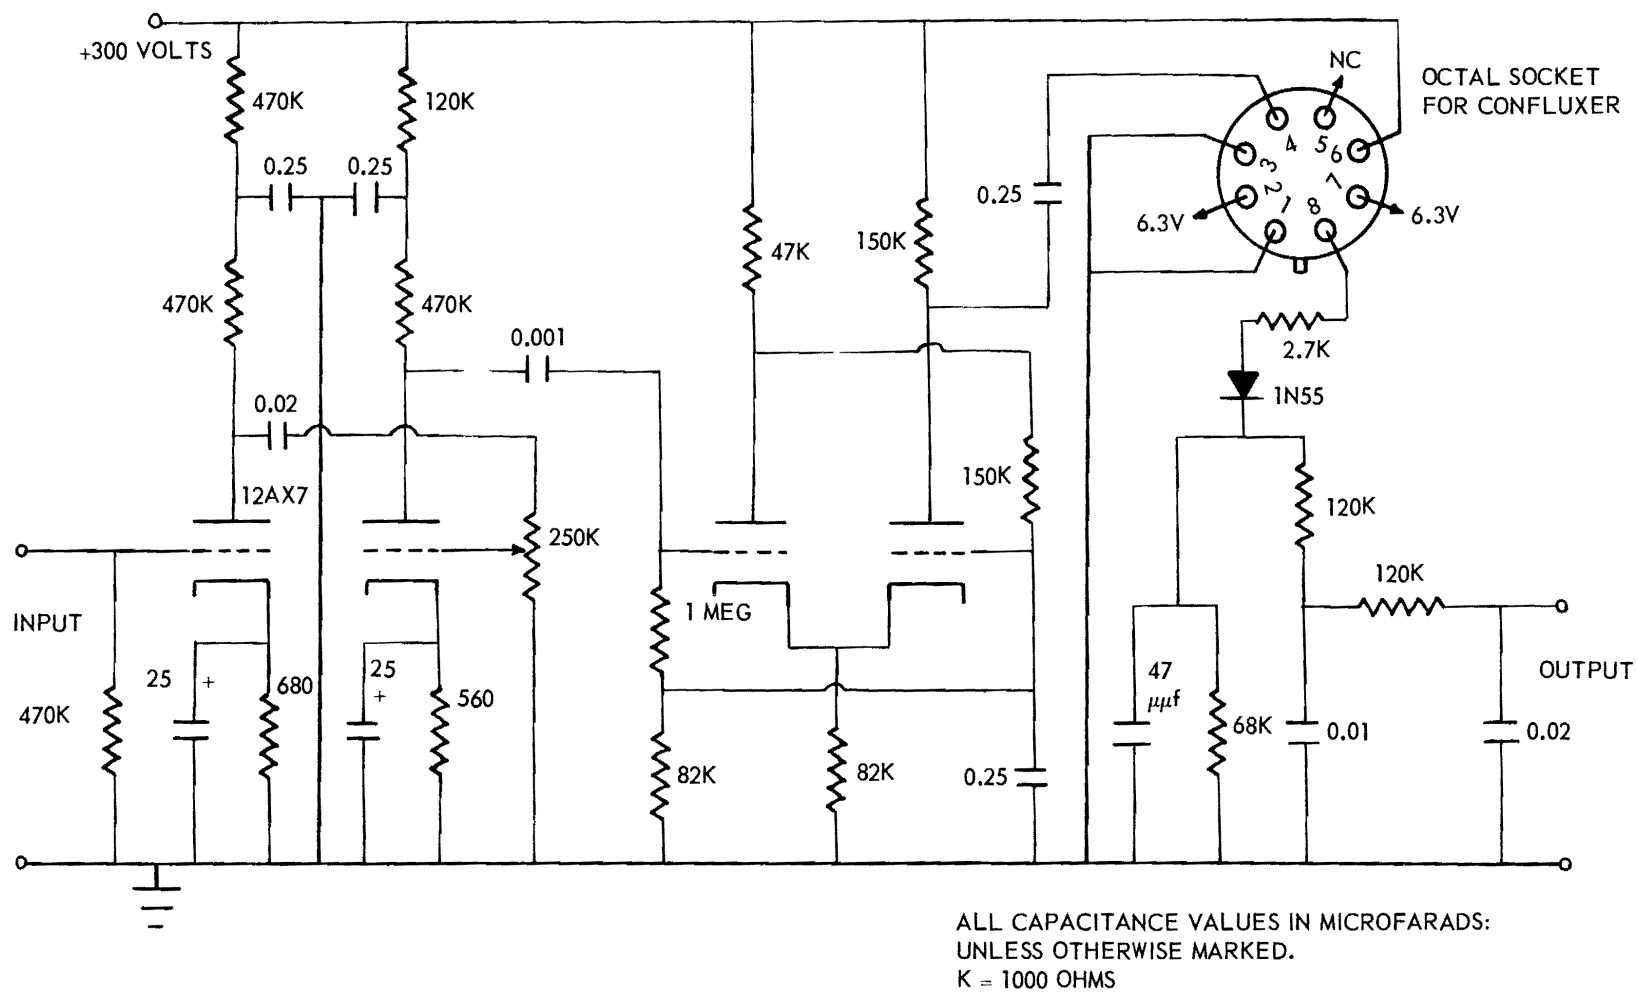 +300 VOLTS
470K
120K
0.25
0.25
470K
470K
0.001
0.02
12AX7
250K
INPUT
470K
25
+
680
25
+
560
47K
150K
0.25
150K
1 MEG
82K
82K
0.25
NC
OCTAL SOCKET
FOR CONFLUXER
4
5
3
6
2
7
1
8
6.3V
6.3V
2.7K
1N55
120K
120K
47
μμf
68K
0.01
0.02
OUTPUT
ALL CAPACITANCE VALUES IN MICROFARADS:
UNLESS OTHERWISE MARKED.
K = 1000 OHMS